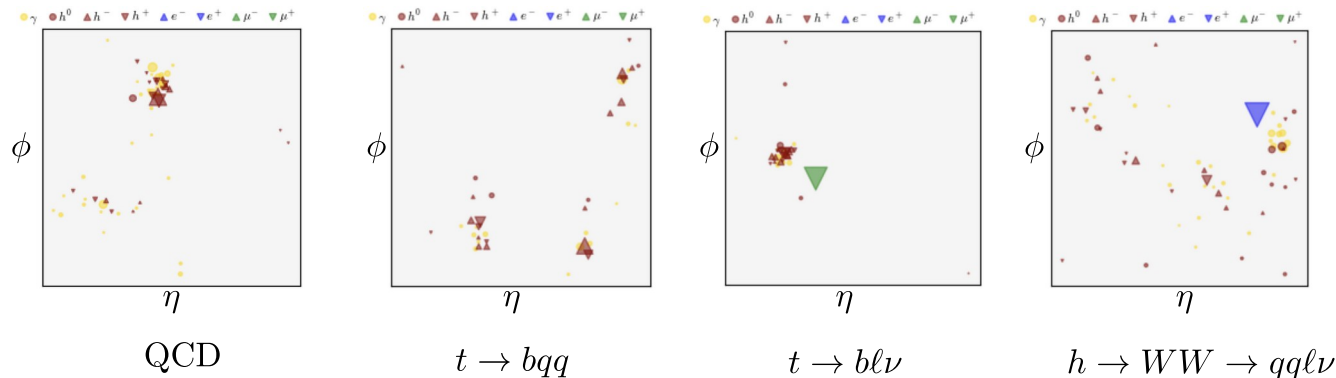 γ h⁰ h⁻ h⁺ e⁻ e⁺ μ⁻ μ⁺
ϕ
η
QCD
γ h⁰ h⁻ h⁺ e⁻ e⁺ μ⁻ μ⁺
ϕ
η
t → bqq
γ h⁰ h⁻ h⁺ e⁻ e⁺ μ⁻ μ⁺
ϕ
η
t → bℓν
γ h⁰ h⁻ h⁺ e⁻ e⁺ μ⁻ μ⁺
ϕ
η
h → WW → qqℓν